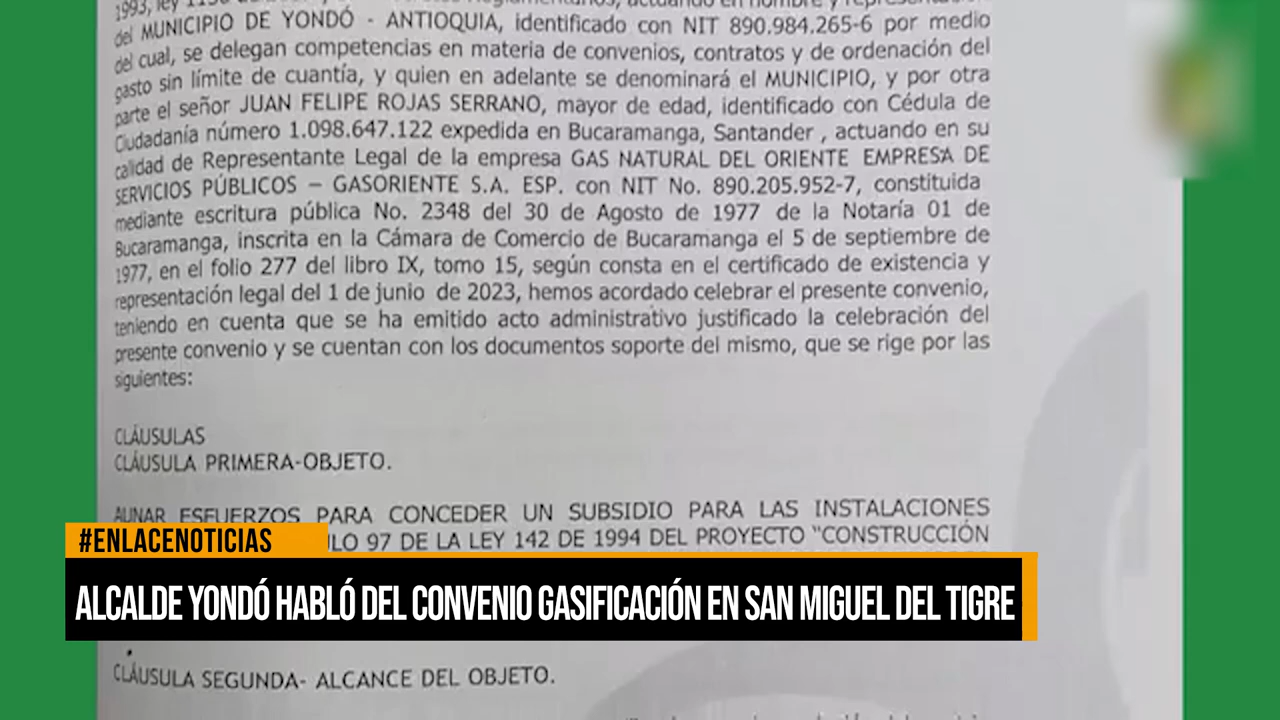 del MUNICIPIO DE YONDÓ - ANTIOQUIA, identificado con NIT 890.984.265-6 por medio
del cual, se delegan competencias en materia de convenios, contratos y de ordenación del
gasto sin límite de cuantía, y quien en adelante se denominará el MUNICIPIO, y por otra
parte el señor JUAN FELIPE ROJAS SERRANO, mayor de edad, identificado con Cédula de
Ciudadanía número 1.098.647.122 expedida en Bucaramanga, Santander , actuando en su
calidad de Representante Legal de la empresa GAS NATURAL DEL ORIENTE EMPRESA DE
SERVICIOS PÚBLICOS – GASORIENTE S.A. ESP. con NIT No. 890.205.952-7, constituida
mediante escritura pública No. 2348 del 30 de Agosto de 1977 de la Notaría 01 de
Bucaramanga, inscrita en la Cámara de Comercio de Bucaramanga el 5 de septiembre de
1977, en el folio 277 del libro IX, tomo 15, según consta en el certificado de existencia y
representación legal del 1 de junio de 2023, hemos acordado celebrar el presente convenio,
teniendo en cuenta que se ha emitido acto administrativo justificado la celebración del
presente convenio y se cuentan con los documentos soporte del mismo, que se rige por las
siguientes:
CLÁUSULAS
CLÁUSULA PRIMERA-OBJETO.
AUNAR ESFUERZOS PARA CONCEDER UN SUBSIDIO PARA LAS INSTALACIONES
97 DE LA LEY 142 DE 1994 DEL PROYECTO “CONSTRUCCIÓN
#ENLACENOTICIAS
ALCALDE YONDÓ HABLÓ DEL CONVENIO GASIFICACIÓN EN SAN MIGUEL DEL TIGRE
CLÁUSULA SEGUNDA- ALCANCE DEL OBJETO.